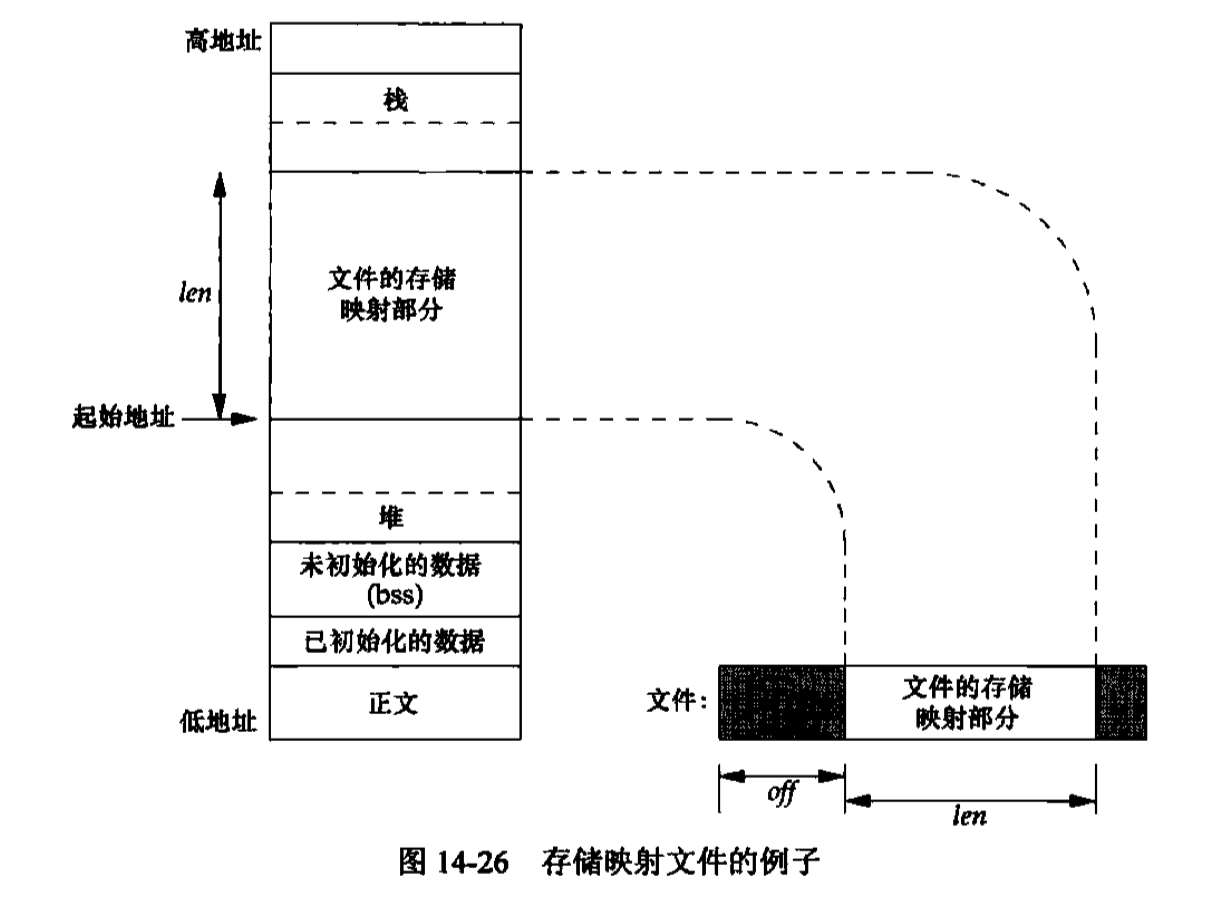 高地址
栈
len
文件的存储
映射部分
起始地址
堆
未初始化的数据
(bss)
已初始化的数据
正文
低地址
文件：
文件的存储
映射部分
off
len
图 14-26 存储映射文件的例子